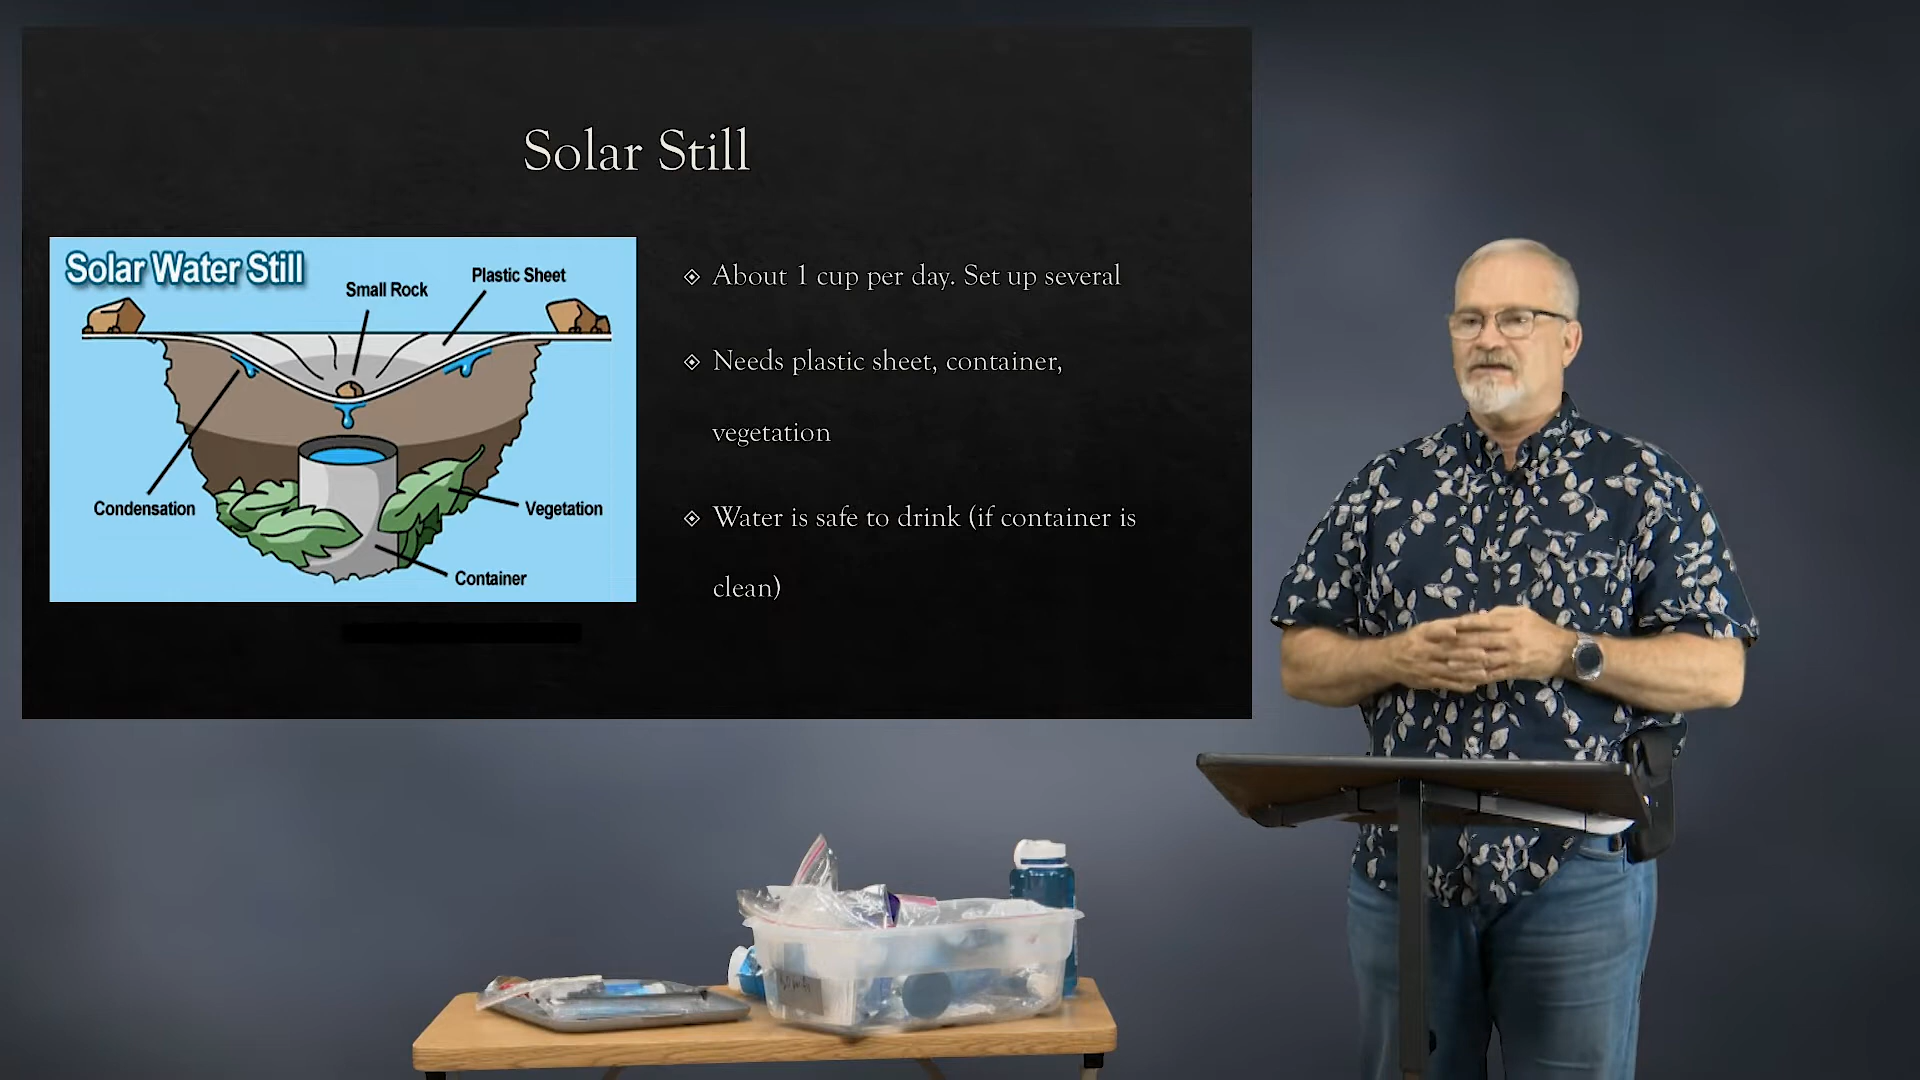 Solar Still
Solar Water Still
Small Rock
Plastic Sheet
Condensation
Vegetation
Container
About 1 cup per day. Set up several
Needs plastic sheet, container,
vegetation
Water is safe to drink (if container is
clean)